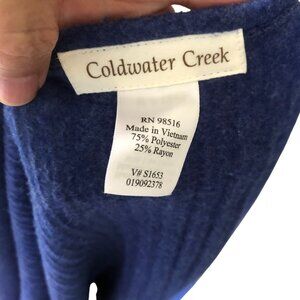 Coldwater Creek
RN 98516
Made in Vietnam
75% Polyester
25% Rayon
V# S1653
019092378